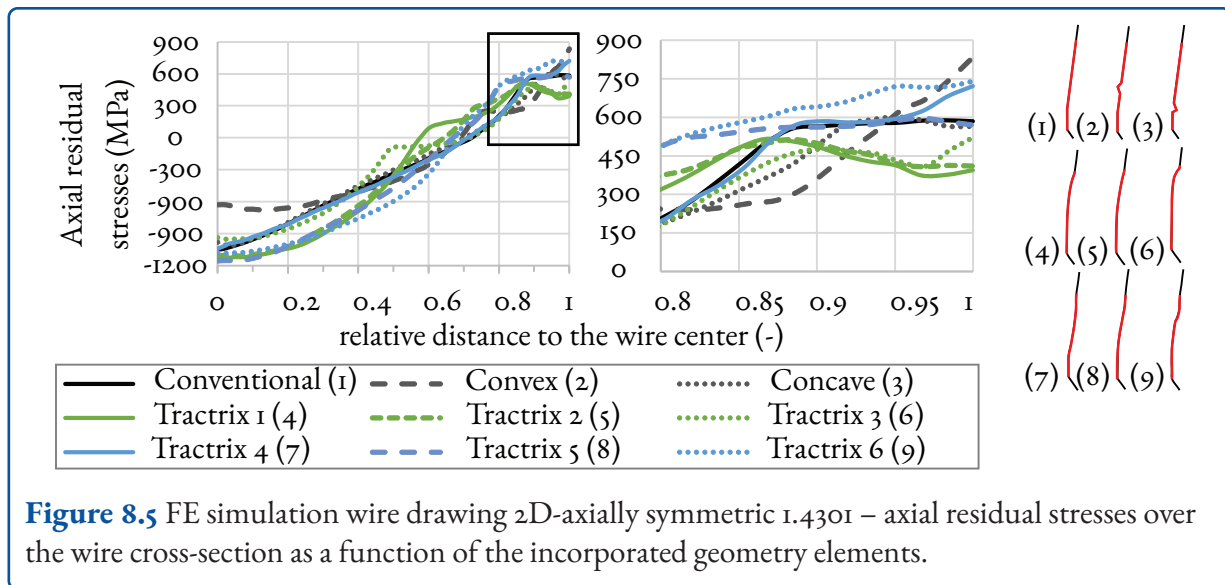 900
600
300
0
-300
-900
-900
-1200
Axial residual
stresses (MPa)
0 0.2 0.4 0.6 0.8 1
900
750
600
450
300
150
0
0.8 0.85 0.9 0.95 1
relative distance to the wire center (-)
(1) (2) (3)
(4) (5) (6)
(7) (8) (9)
Conventional (1) Convex (2) Concave (3)
Tractrix 1 (4) Tractrix 2 (5) Tractrix 3 (6)
Tractrix 4 (7) Tractrix 5 (8) Tractrix 6 (9)
Figure 8.5 FE simulation wire drawing 2D-axially symmetric 1.4301 – axial residual stresses over
the wire cross-section as a function of the incorporated geometry elements.